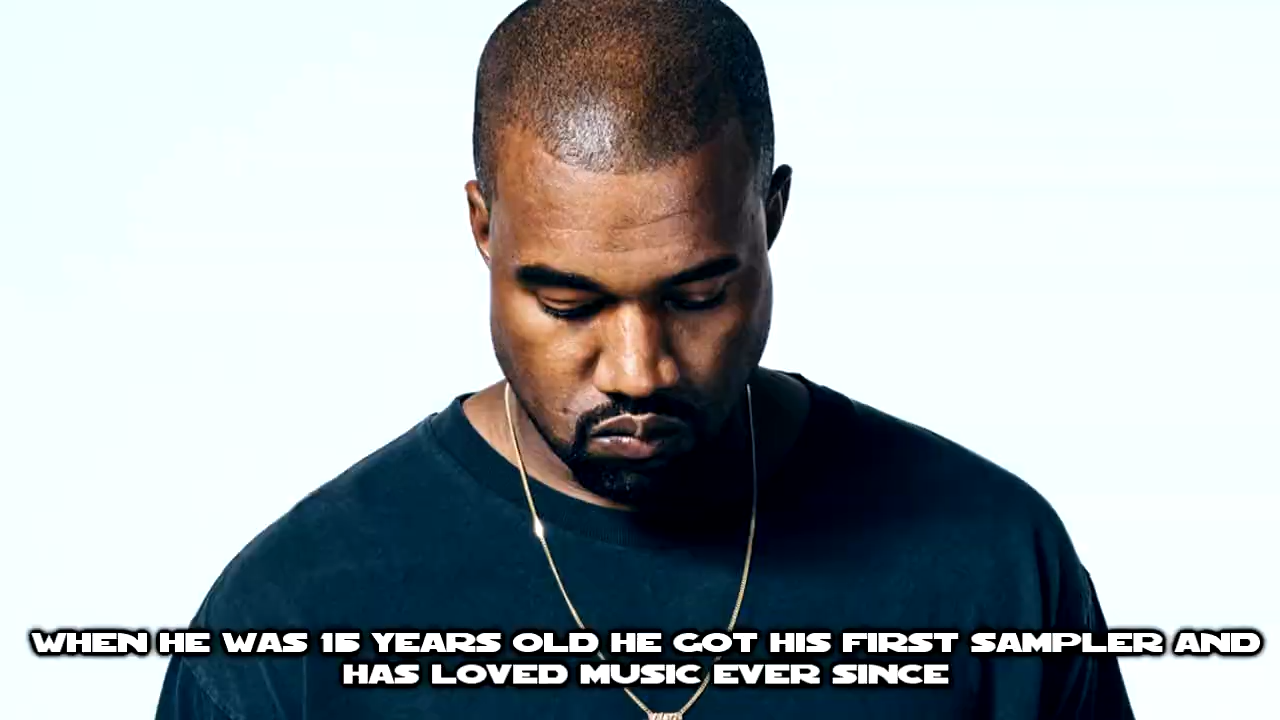 WHEN HE WAS 15 YEARS OLD HE GOT HIS FIRST SAMPLER AND
HAS LOVED MUSIC EVER SINCE